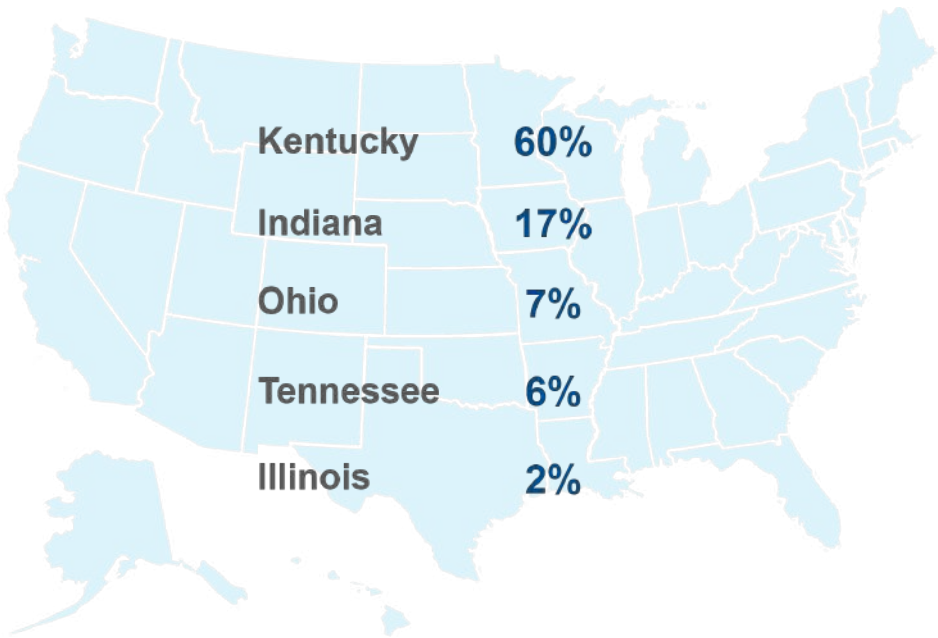 Kentucky 60%
Indiana 17%
Ohio 7%
Tennessee 6%
Illinois 2%